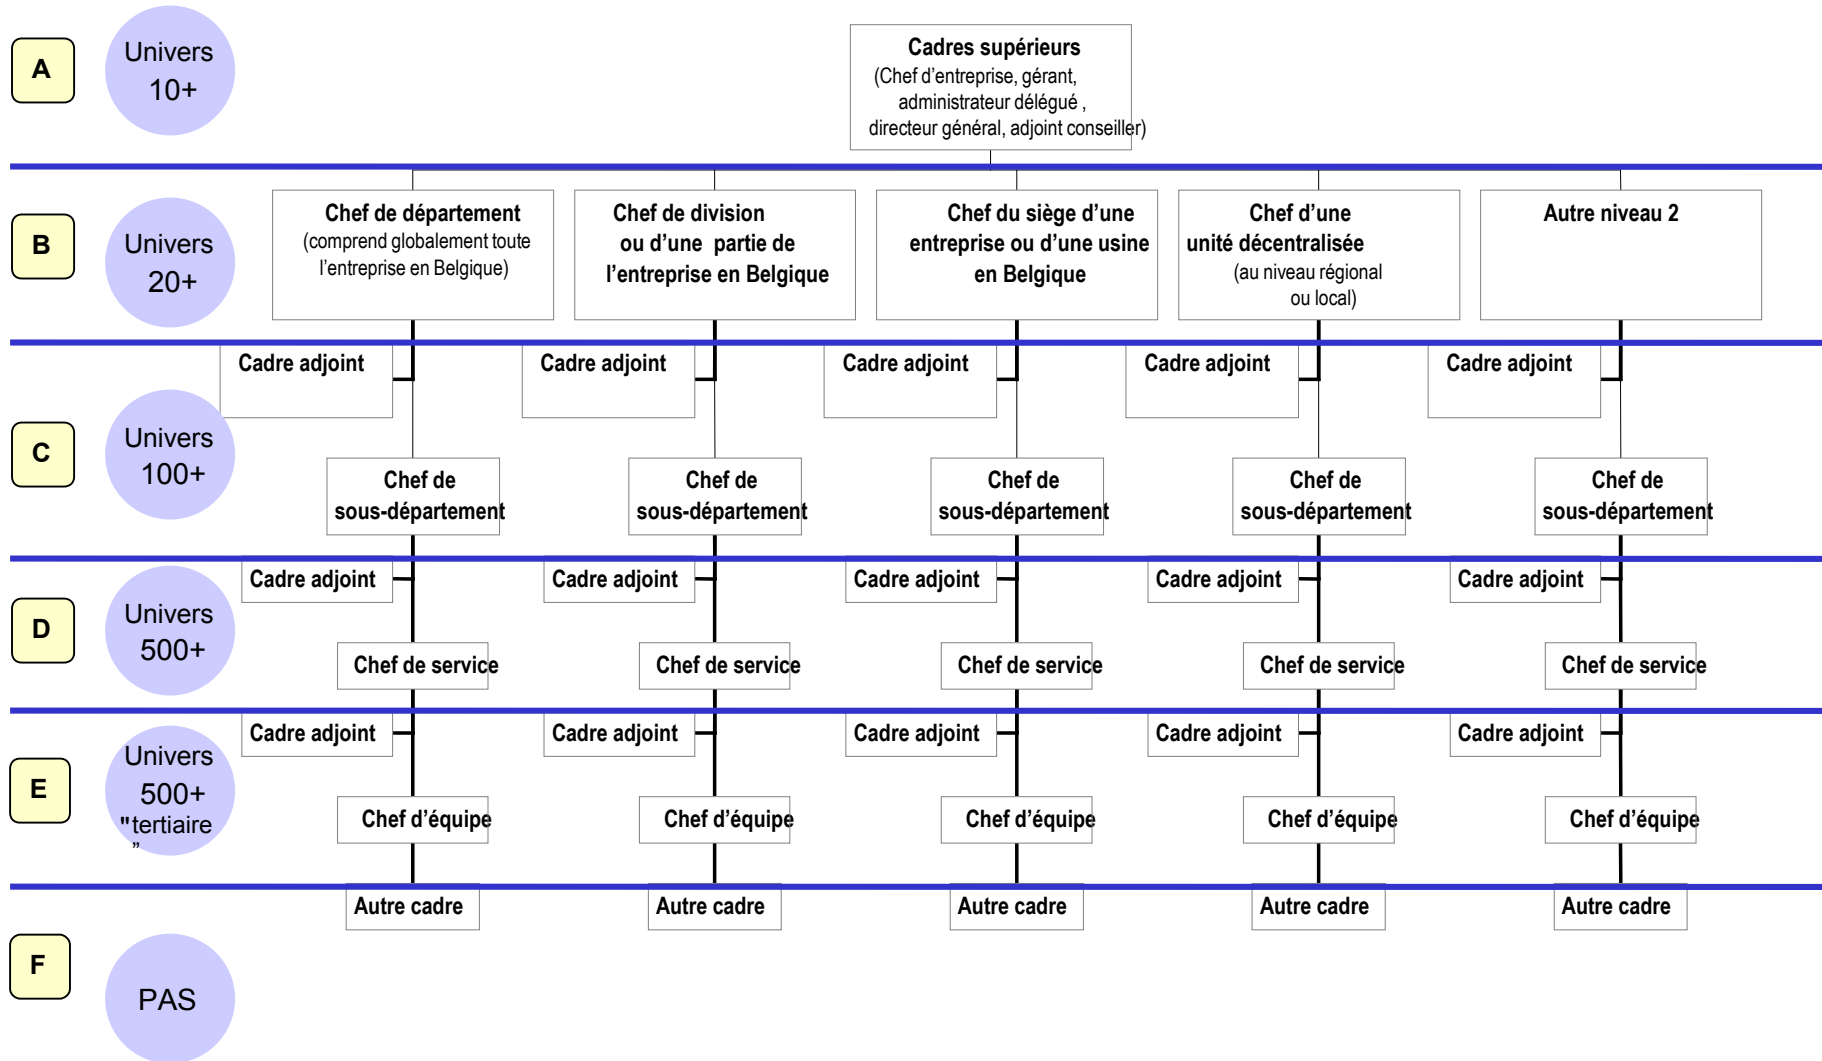 A
Univers
10+
Cadres supérieurs
(Chef d’entreprise, gérant,
administrateur délégué ,
directeur général, adjoint conseiller)
B
Univers
20+
Chef de département
(comprend globalement toute
l’entreprise en Belgique)
Chef de division
ou d’une partie de
l’entreprise en Belgique
Chef du siège d’une
entreprise ou d’une usine
en Belgique
Chef d’une
unité décentralisée
(au niveau régional
ou local)
Autre niveau 2
C
Univers
100+
Cadre adjoint
Cadre adjoint
Cadre adjoint
Cadre adjoint
Cadre adjoint
Chef de
sous-département
Chef de
sous-département
Chef de
sous-département
Chef de
sous-département
Chef de
sous-département
D
Univers
500+
Cadre adjoint
Cadre adjoint
Cadre adjoint
Cadre adjoint
Cadre adjoint
Chef de service
Chef de service
Chef de service
Chef de service
Chef de service
E
Univers
500+
"tertiaire
”
Cadre adjoint
Cadre adjoint
Cadre adjoint
Cadre adjoint
Cadre adjoint
Chef d’équipe
Chef d’équipe
Chef d’équipe
Chef d’équipe
Chef d’équipe
F
PAS
Autre cadre
Autre cadre
Autre cadre
Autre cadre
Autre cadre